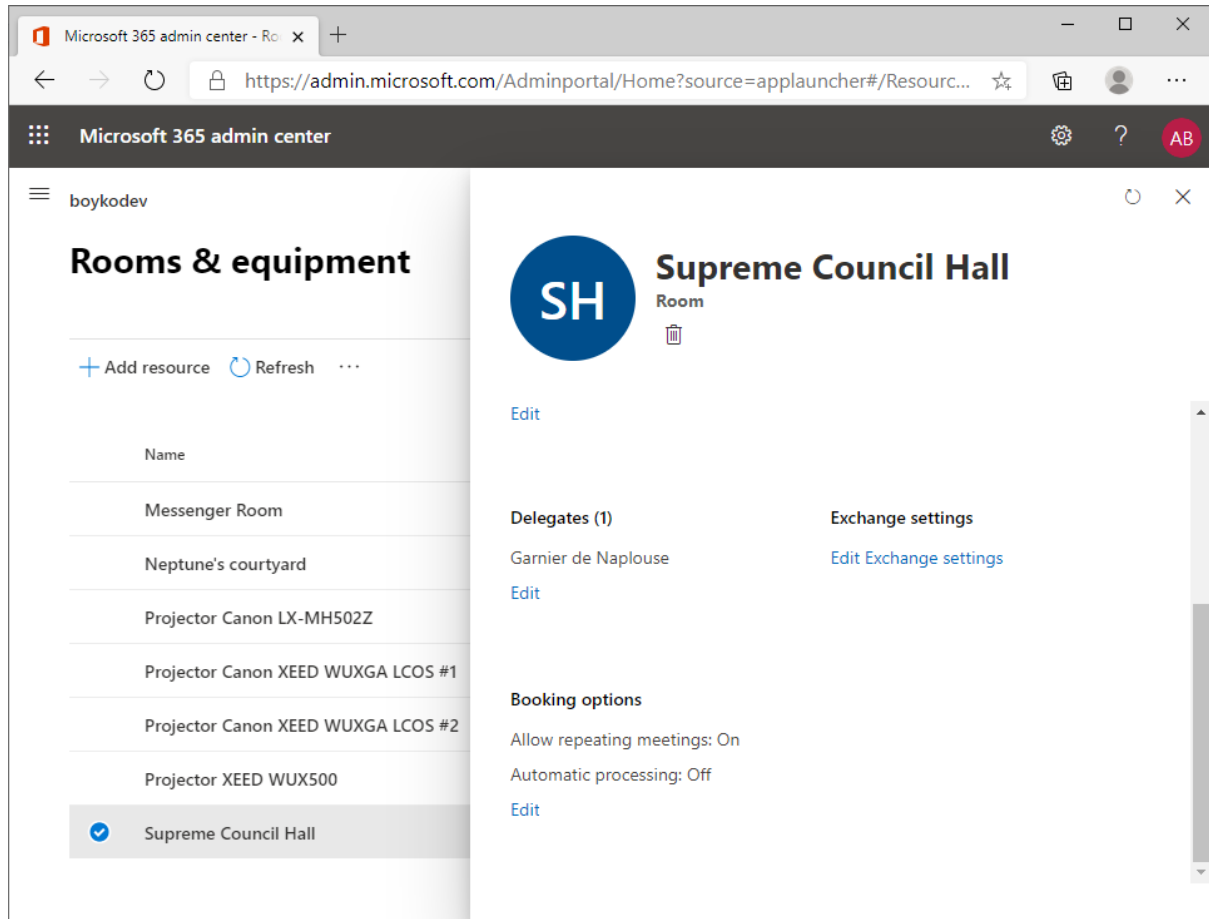 Microsoft 365 admin center - Ro
https://admin.microsoft.com/Adminportal/Home?source=applauncher#/Resourc...
Microsoft 365 admin center
?
AB
boykodev
Rooms & equipment
Add resource
Refresh
Name
Messenger Room
Neptune's courtyard
Projector Canon LX-MH502Z
Projector Canon XEED WUXGA LCOS #1
Projector Canon XEED WUXGA LCOS #2
Projector XEED WUX500
Supreme Council Hall
SH
Supreme Council Hall
Room
Edit
Delegates (1)
Garnier de Naplouse
Edit
Exchange settings
Edit Exchange settings
Booking options
Allow repeating meetings: On
Automatic processing: Off
Edit